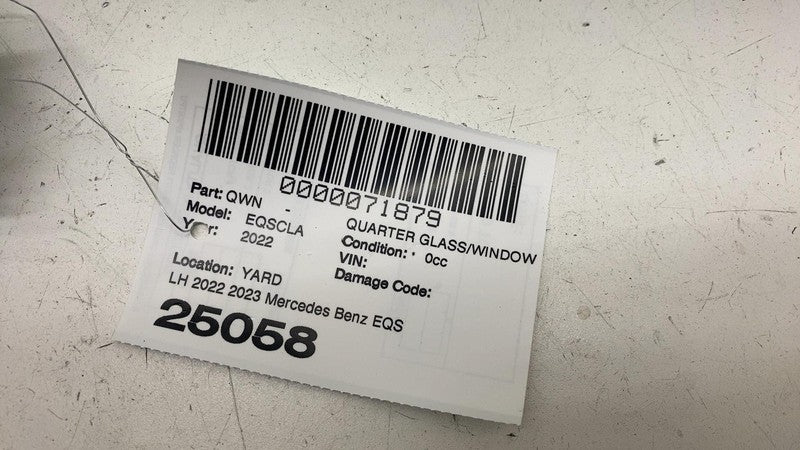 0000071879
Part: QWN - QUARTER GLASS/WINDOW
Model: EQSCLA Condition: ' 0cc
Year: 2022 VIN:
Damage Code:
Location: YARD
LH 2022 2023 Mercedes Benz EQS
25058